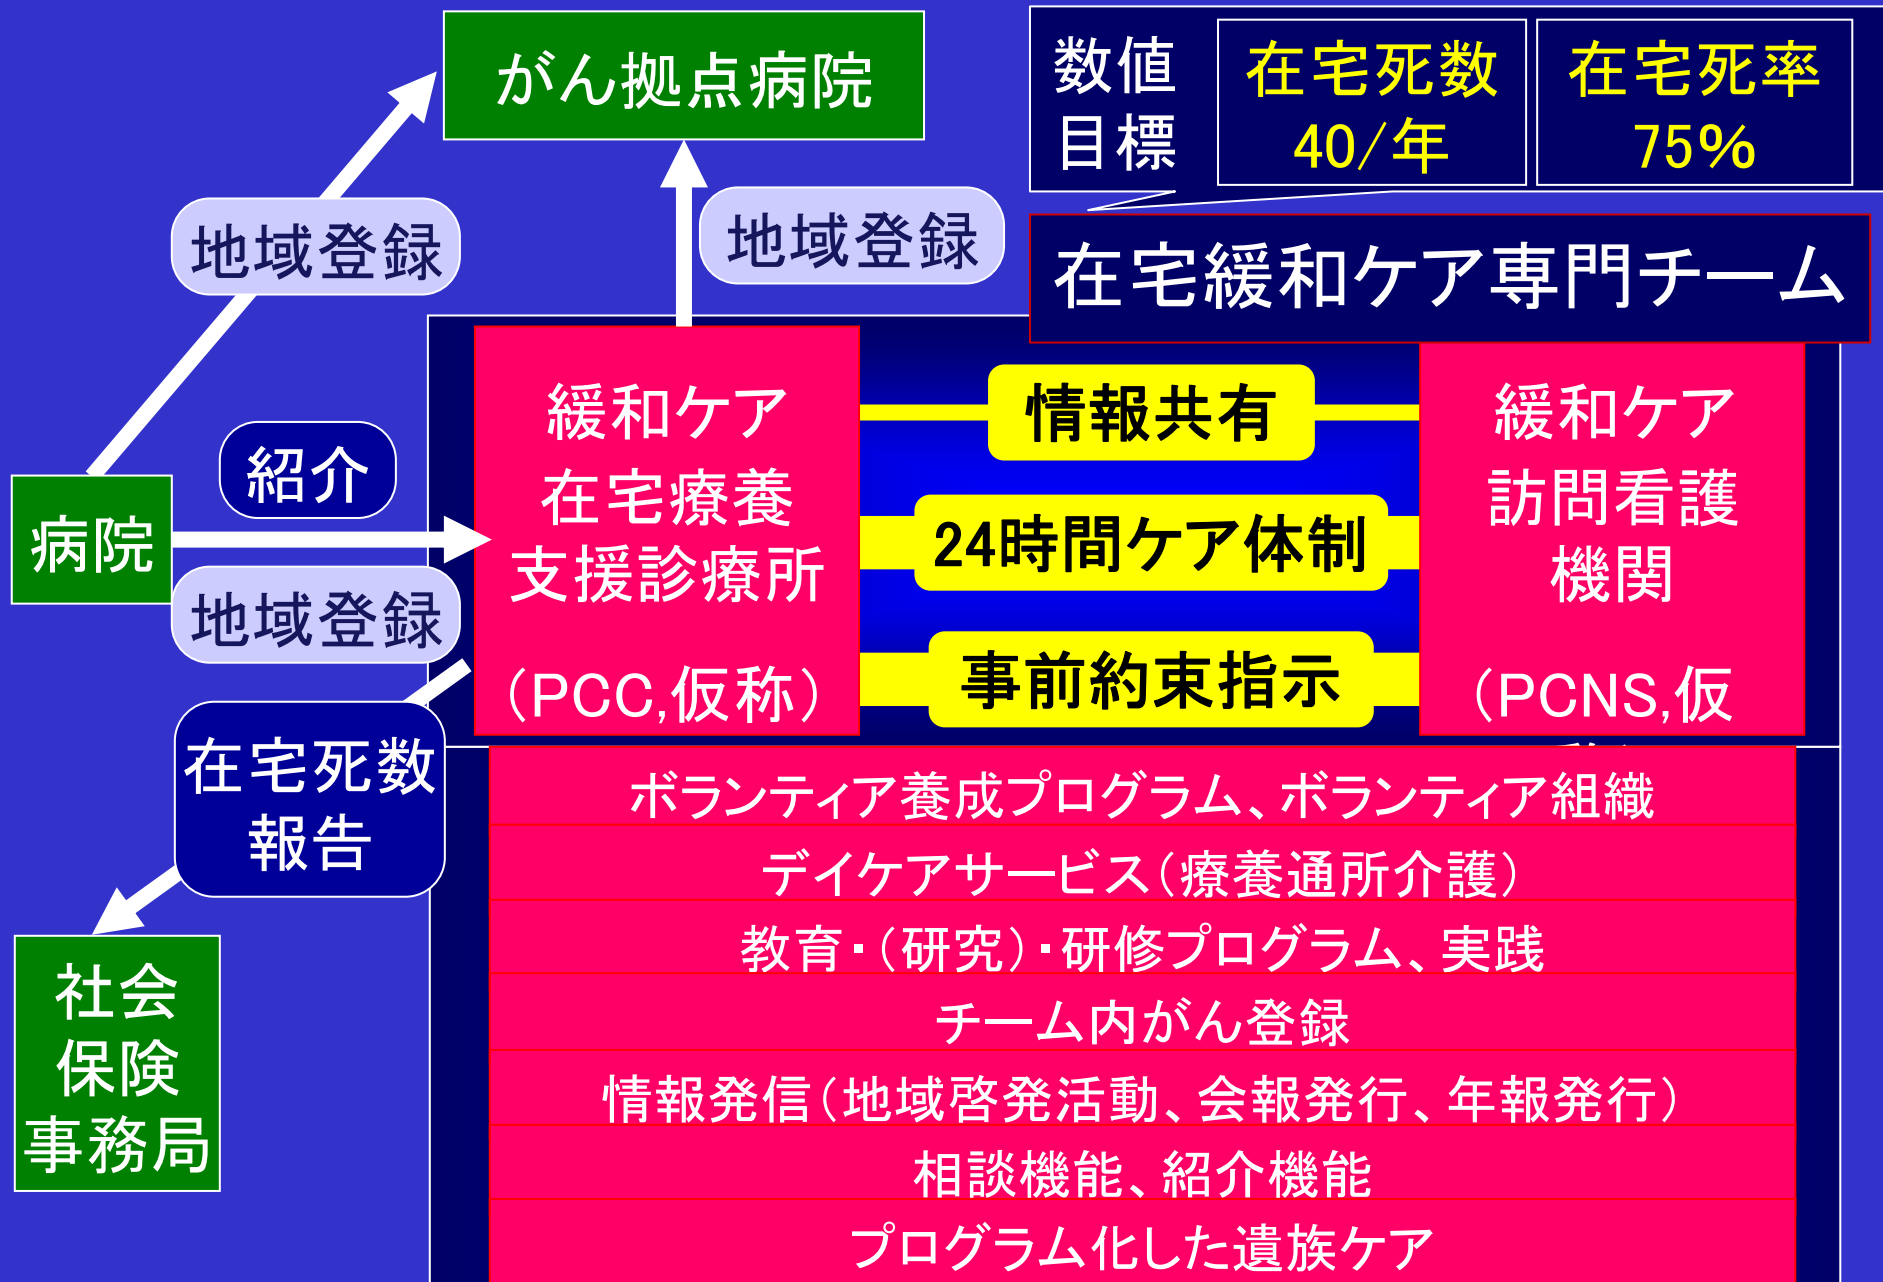 がん拠点病院
数値
目標
在宅死数
40/年
在宅死率
75%
地域登録
地域登録
在宅緩和ケア専門チーム
緩和ケア
在宅療養
支援診療所
（PCC,仮称）
情報共有
24時間ケア体制
事前約束指示
緩和ケア
訪問看護
機関
（PCNS,仮
紹介
病院
地域登録
在宅死数
報告
社会
保険
事務局
ボランティア養成プログラム、ボランティア組織
デイケアサービス（療養通所介護）
教育・（研究）・研修プログラム、実践
チーム内がん登録
情報発信（地域啓発活動、会報発行、年報発行）
相談機能、紹介機能
プログラム化した遺族ケア